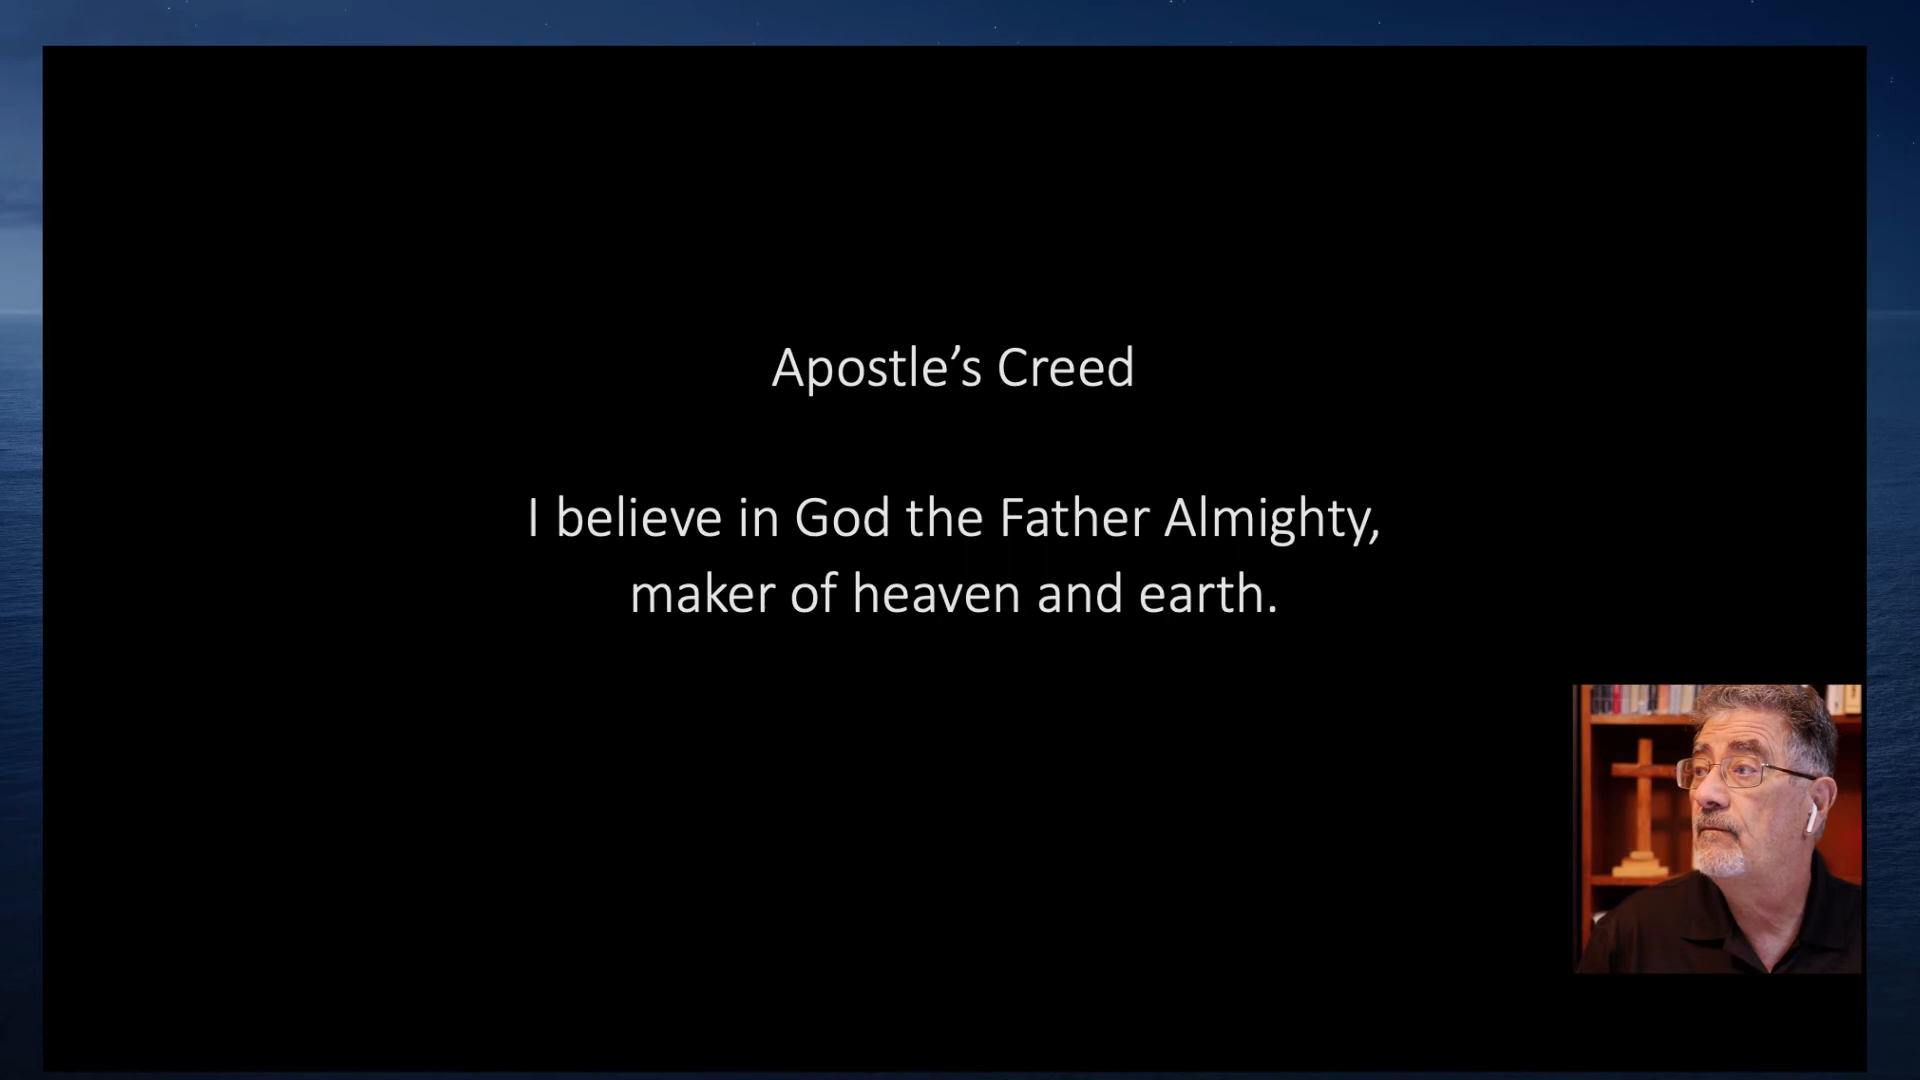 Apostle’s Creed
I believe in God the Father Almighty,
maker of heaven and earth.